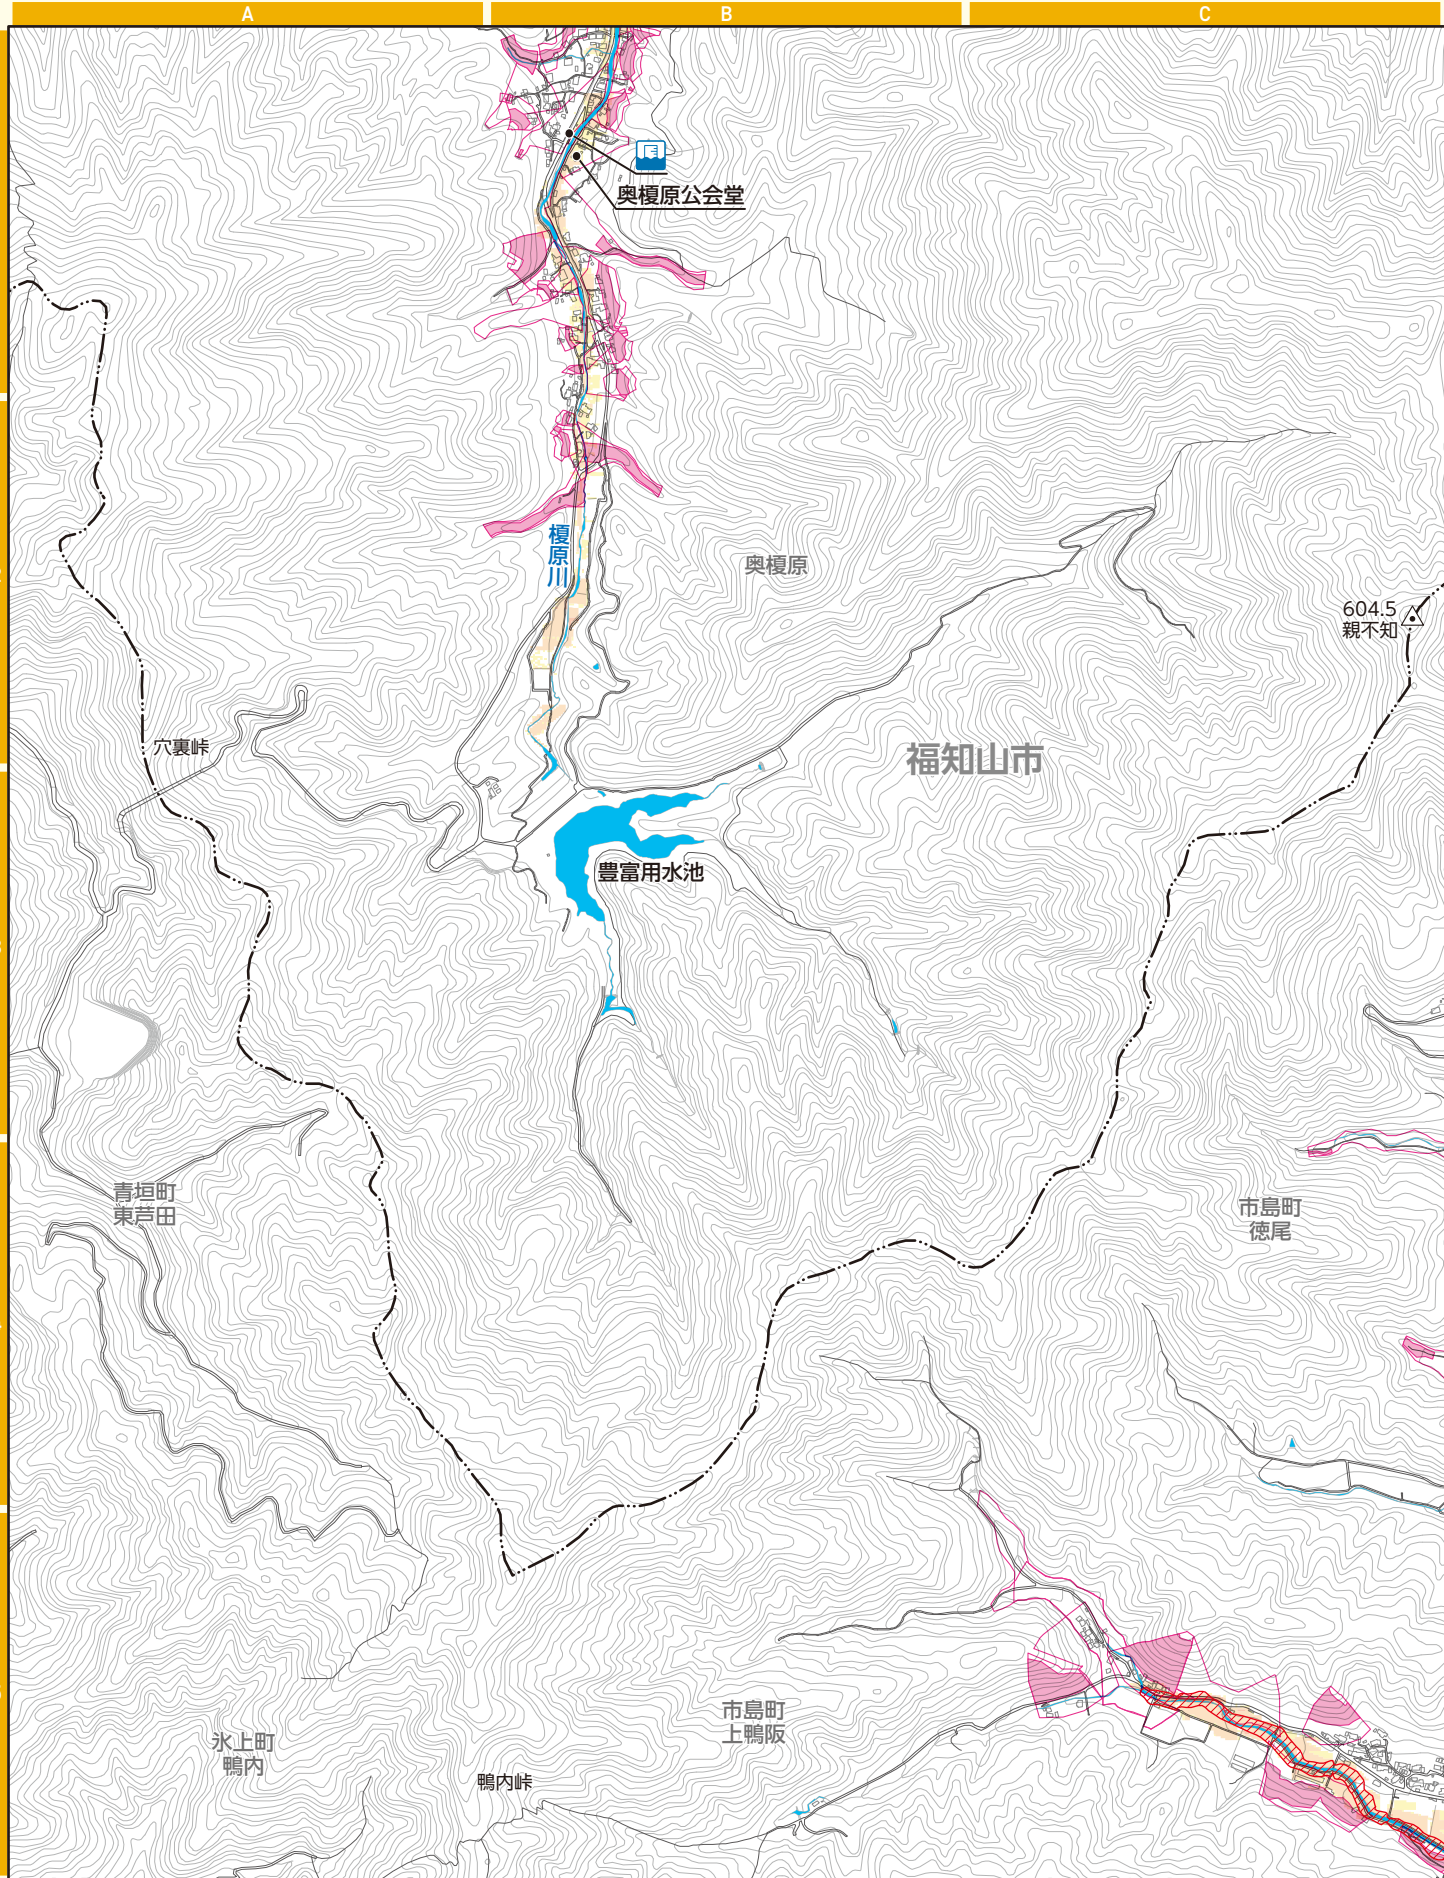 A
B
C
奥榎原公会堂
榎原川
奥榎原
604.5
親不知
穴裏峠
福知山市
豊富用水池
青垣町
東芦田
市島町
徳尾
市島町
上鴨阪
氷上町
鴨内
鴨内峠